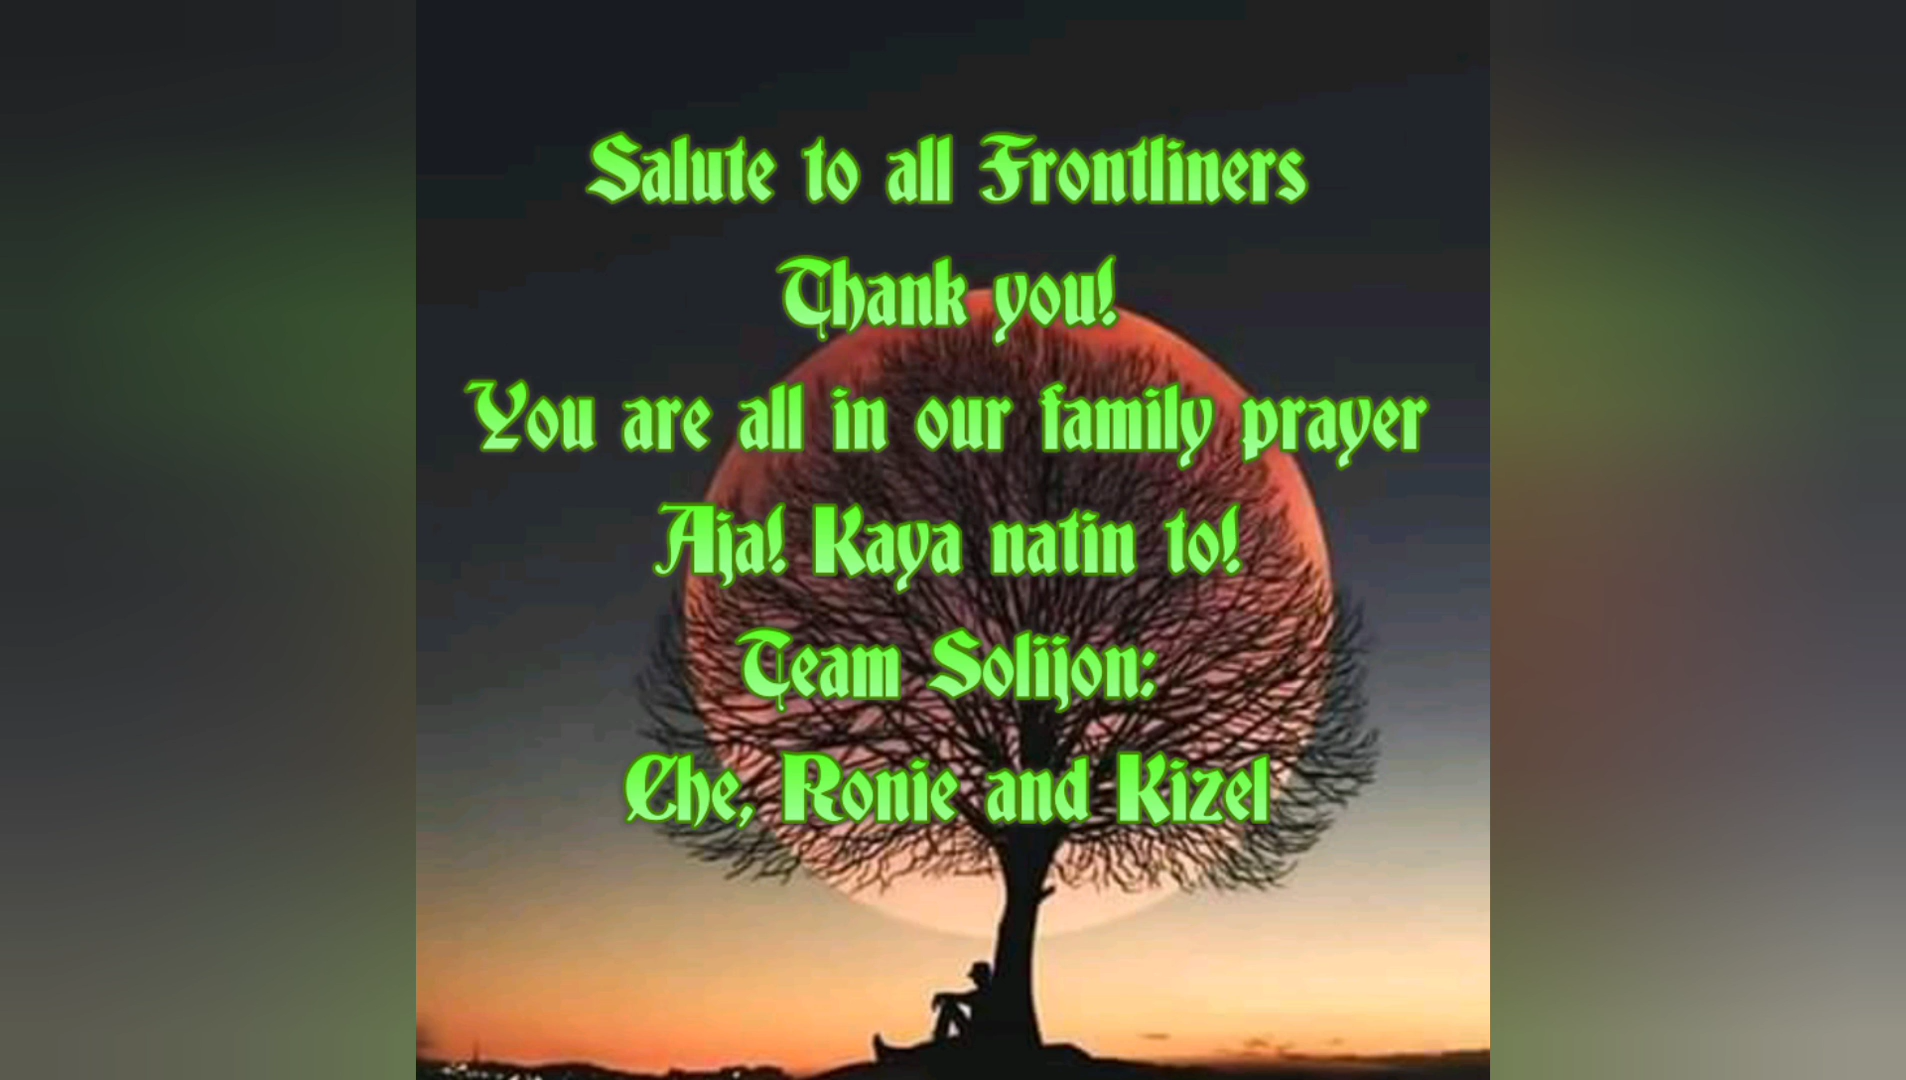 Salute to all Frontliners
Thank you!
You are all in our family prayer
Aja! Kaya natin to!
Team Solijon:
Che, Ronie and Kizel